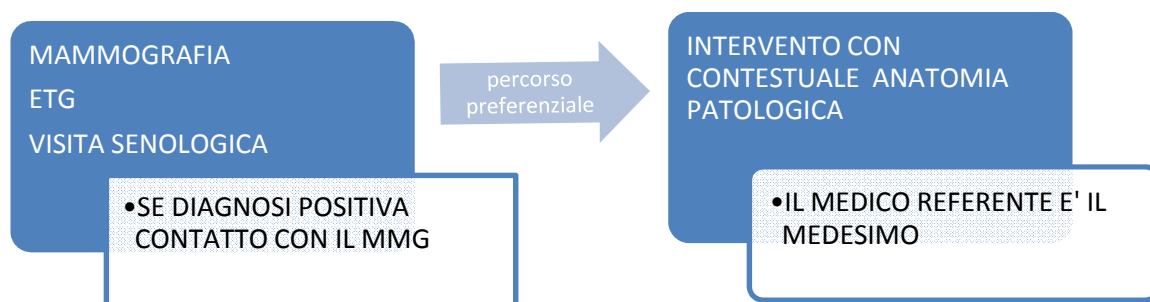 MAMMOGRAFIA
ETG
VISITA SENOLOGICA
•SE DIAGNOSI POSITIVA
CONTATTO CON IL MMG
percorso
preferenziale
INTERVENTO CON
CONTESTUALE ANATOMIA
PATOLOGICA
•IL MEDICO REFERENTE E' IL
MEDESIMO